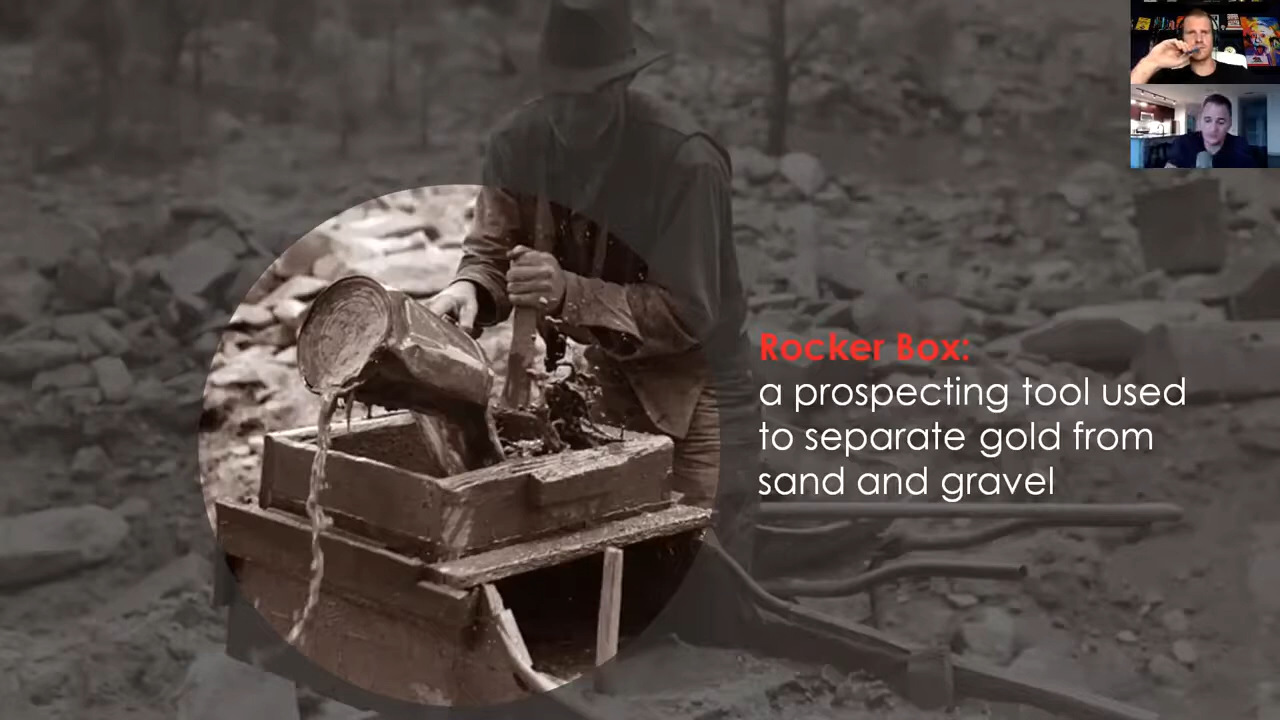 Rocker Box:
a prospecting tool used
to separate gold from
sand and gravel